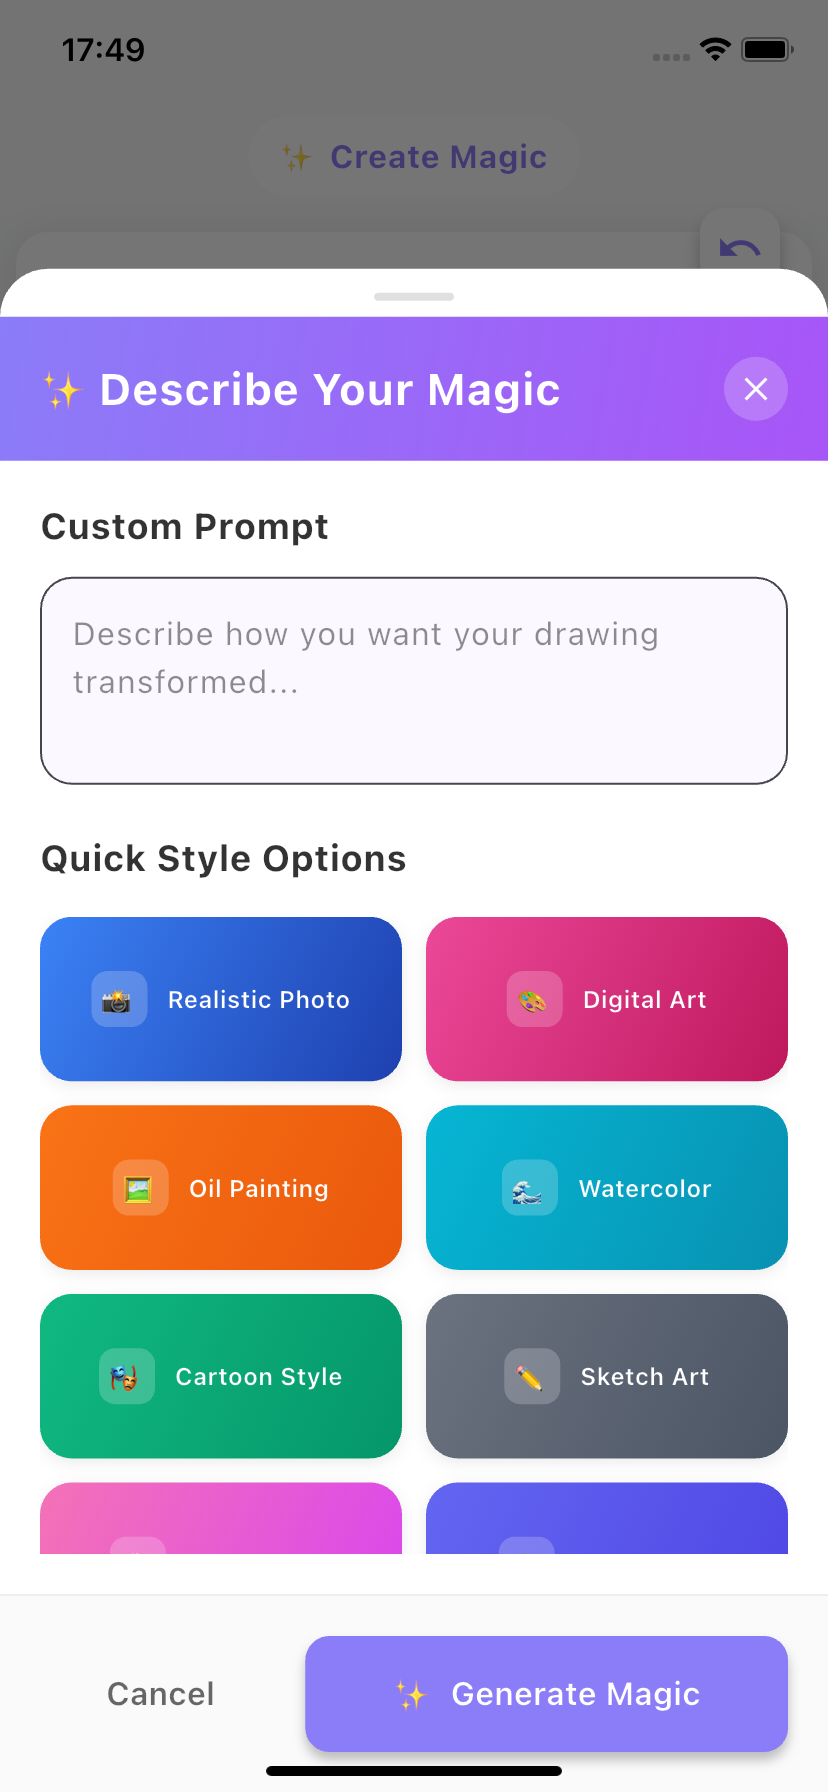 17:49
✨ Create Magic
✨ Describe Your Magic
Custom Prompt
Describe how you want your drawing
transformed...
Quick Style Options
Realistic Photo
Digital Art
Oil Painting
Watercolor
Cartoon Style
Sketch Art
Cancel
✨ Generate Magic